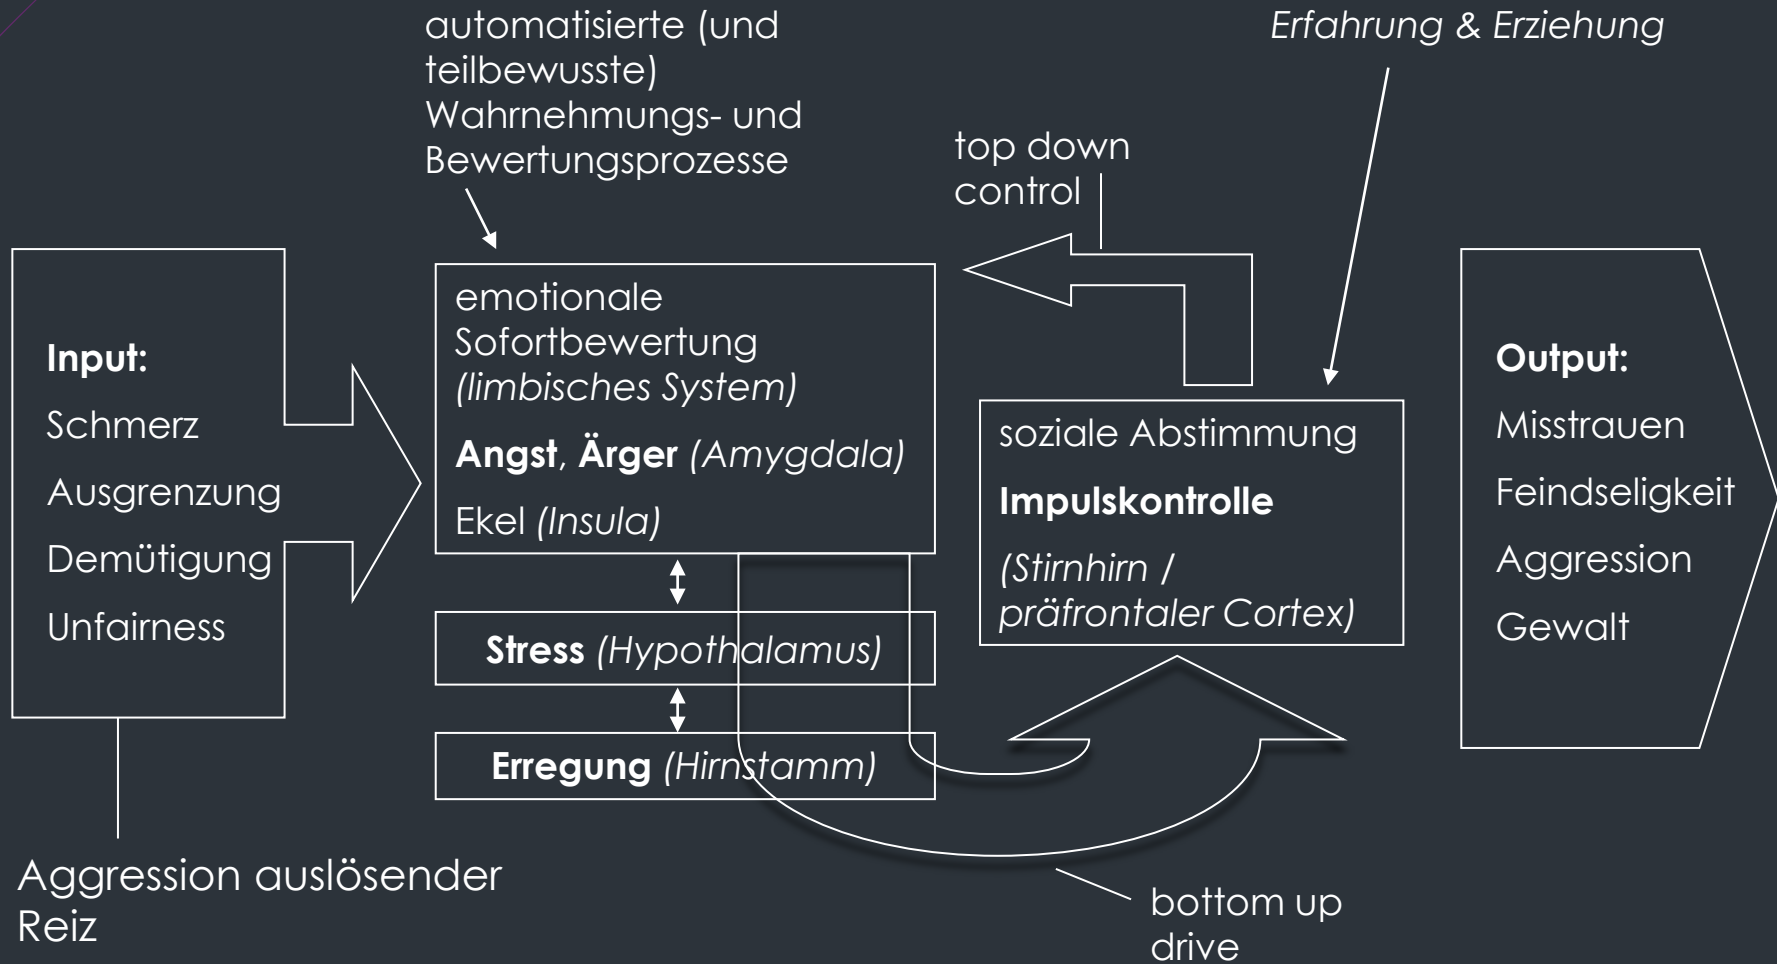 automatisierte (und
teilbewusste)
Wahrnehmungs- und
Bewertungsprozesse
Erfahrung & Erziehung
top down
control
Input:
Schmerz
Ausgrenzung
Demütigung
Unfairness
emotionale
Sofortbewertung
(limbisches System)
Angst, Ärger (Amygdala)
Ekel (Insula)
Stress (Hypothalamus)
Erregung (Hirnstamm)
soziale Abstimmung
Impulskontrolle
(Stirnhirn /
präfrontaler Cortex)
Output:
Misstrauen
Feindseligkeit
Aggression
Gewalt
Aggression auslösender
Reiz
bottom up
drive